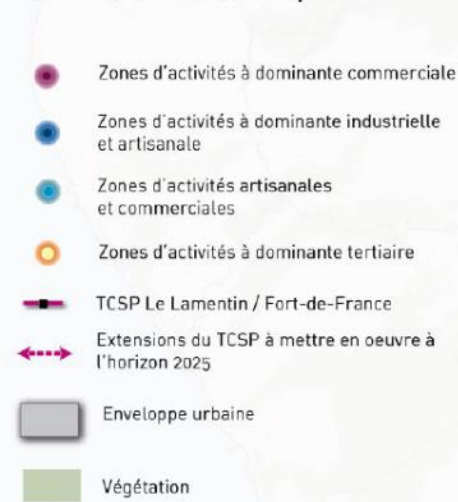 Zones d'activités à dominante commerciale
Zones d'activités à dominante industrielle
et artisanale
Zones d'activités artisanales
et commerciales
Zones d'activités à dominante tertiaire
TCSP Le Lamentin / Fort-de-France
Extensions du TCSP à mettre en oeuvre à
l'horizon 2025
Enveloppe urbaine
Végétation